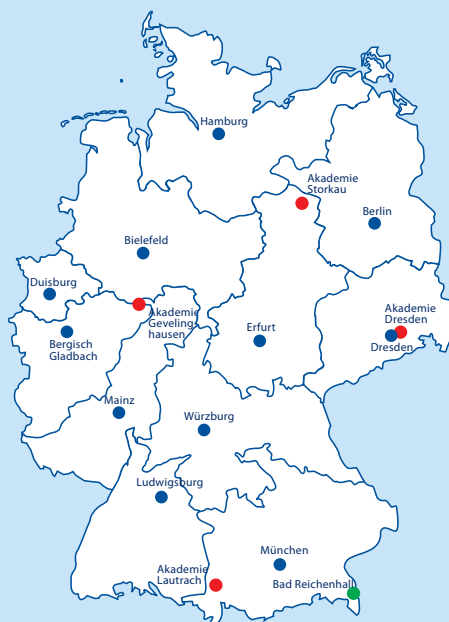 Hamburg
Akademie
Storkau
Berlin
Bielefeld
Duisburg
Akademie
Geveling-
hausen
Akademie
Dresden
Dresden
Erfurt
Bergisch
Gladbach
Mainz
Würzburg
Ludwigsburg
München
Akademie
Lautrach
Bad Reichenhall